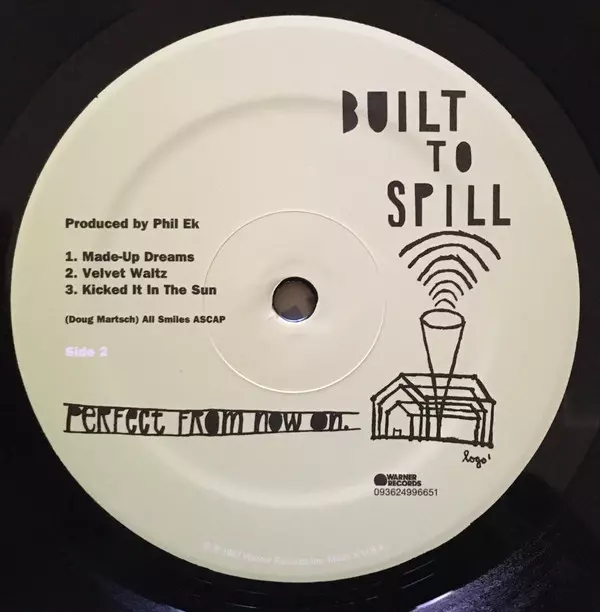 BUILT
TO
SPILL
Produced by Phil Ek
1. Made-Up Dreams
2. Velvet Waltz
3. Kicked It In The Sun
(Doug Martsch) All Smiles ASCAP
Side 2
PERFECT FROM NOW ON.
logo!
WARNER
RECORDS
093624996651